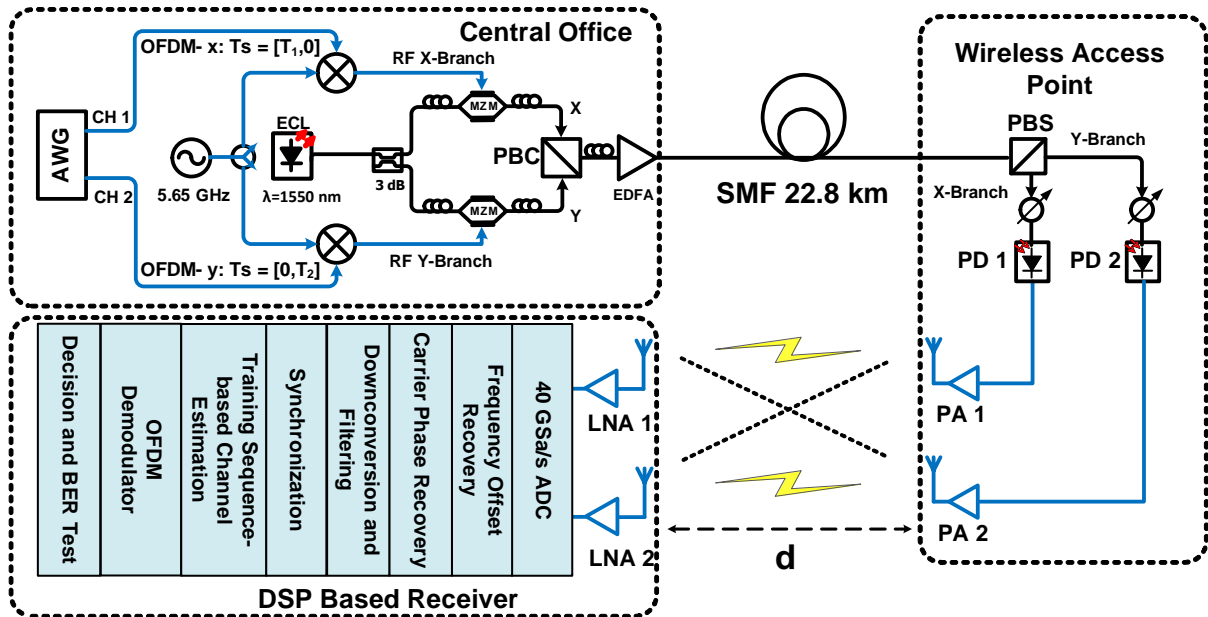 Central Office
OFDM- x: Ts = [T₁,0]
RF X-Branch
CH 1
AWG
CH 2
5.65 GHz
ECL
λ=1550 nm
3 dB
MZM
X
PBC
EDFA
MZM
Y
RF Y-Branch
OFDM- y: Ts = [0,T₂]
SMF 22.8 km
Wireless Access
Point
PBS
Y-Branch
X-Branch
PD 1
PD 2
PA 1
PA 2
d
LNA 1
LNA 2
40 GSa/s ADC
Frequency Offset
Recovery
Carrier Phase Recovery
Downconversion and
Filtering
Synchronization
Training Sequence-
based Channel
Estimation
OFDM
Demodulator
Decision and BER Test
DSP Based Receiver